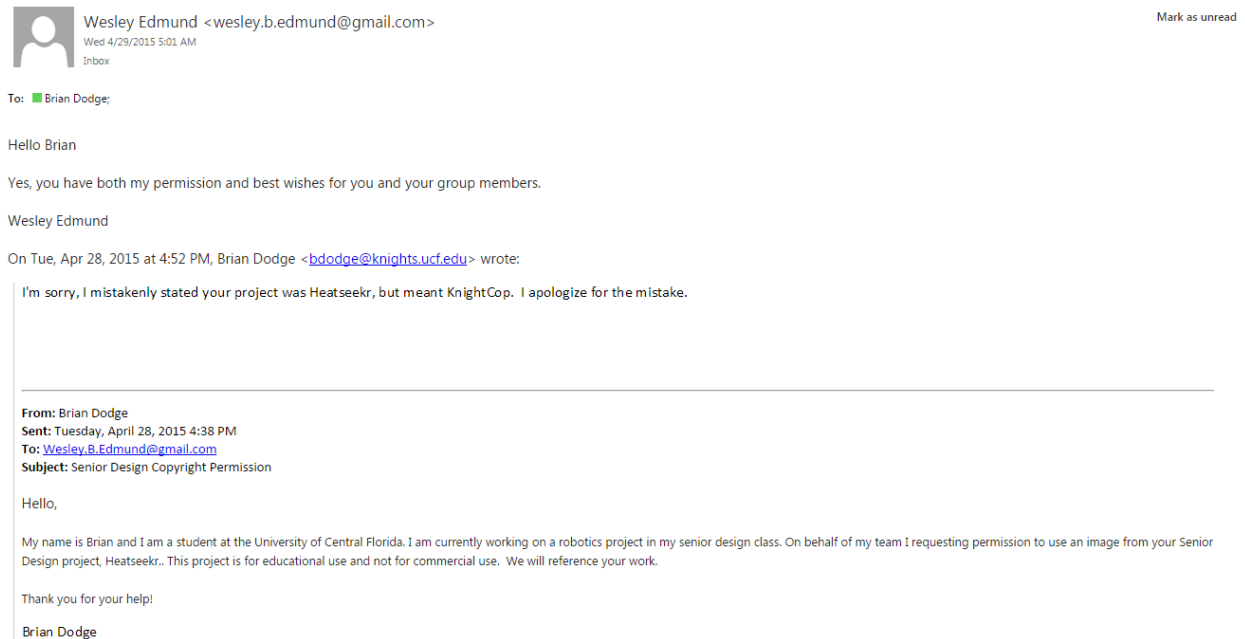 Wesley Edmund <wesley.b.edmund@gmail.com>
Mark as unread
Wed 4/29/2015 5:01 AM
Inbox
To: Brian Dodge;
Hello Brian
Yes, you have both my permission and best wishes for you and your group members.
Wesley Edmund
On Tue, Apr 28, 2015 at 4:52 PM, Brian Dodge <bdodge@knights.ucf.edu> wrote:
I'm sorry, I mistakenly stated your project was Heatseekr, but meant KnightCop.  I apologize for the mistake.
From: Brian Dodge
Sent: Tuesday, April 28, 2015 4:38 PM
To: Wesley.B.Edmund@gmail.com
Subject: Senior Design Copyright Permission
Hello,
My name is Brian and I am a student at the University of Central Florida. I am currently working on a robotics project in my senior design class. On behalf of my team I requesting permission to use an image from your Senior
Design project, Heatseekr.. This project is for educational use and not for commercial use.  We will reference your work.
Thank you for your help!
Brian Dodge